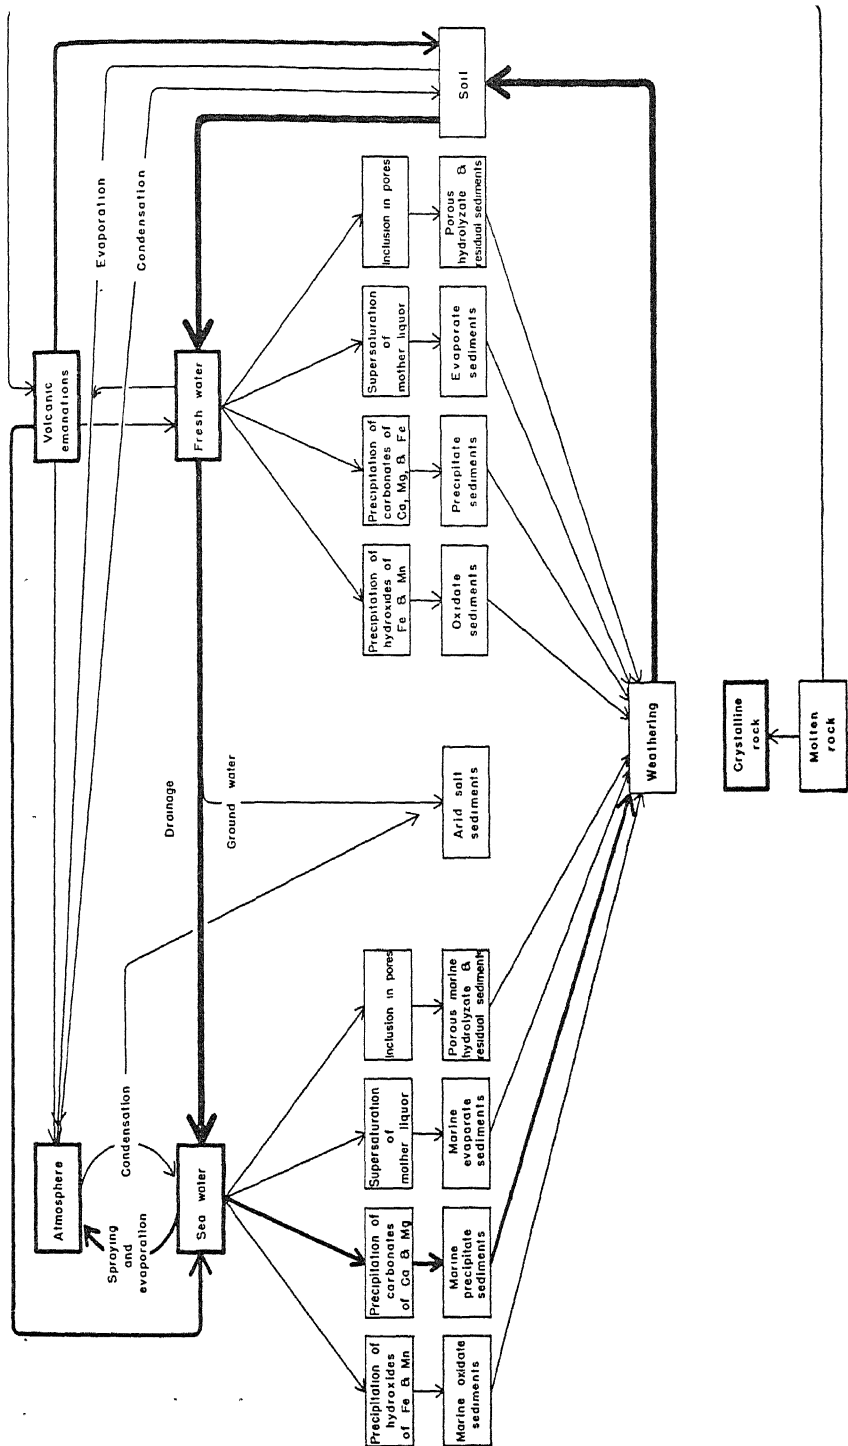 Volcanic
emanations
Atmosphere
Evaporation
Condensation
Spraying
and
evaporation
Condensation
Sea water
Drainage
Ground water
Fresh water
Precipitation of
hydroxides
of Fe & Mn
Precipitation of
carbonates
of Ca & Mg
Supersaturation
of
mother liquor
Inclusion in pores
Precipitation of
hydroxides of
Fe & Mn
Precipitation of
carbonates of
Ca, Mg, & Fe
Supersaturation
of
mother liquor
Inclusion in pores
Marine oxidate
sediments
Marine
precipitate
sediments
Marine
evaporate
sediments
Porous marine
hydrolyzate &
residual sediments
Arid salt
sediments
Oxidate
sediments
Precipitate
sediments
Evaporate
sediments
Porous
hydrolyzate &
residual sediments
Soil
Weathering
Crystalline
rock
Molten
rock